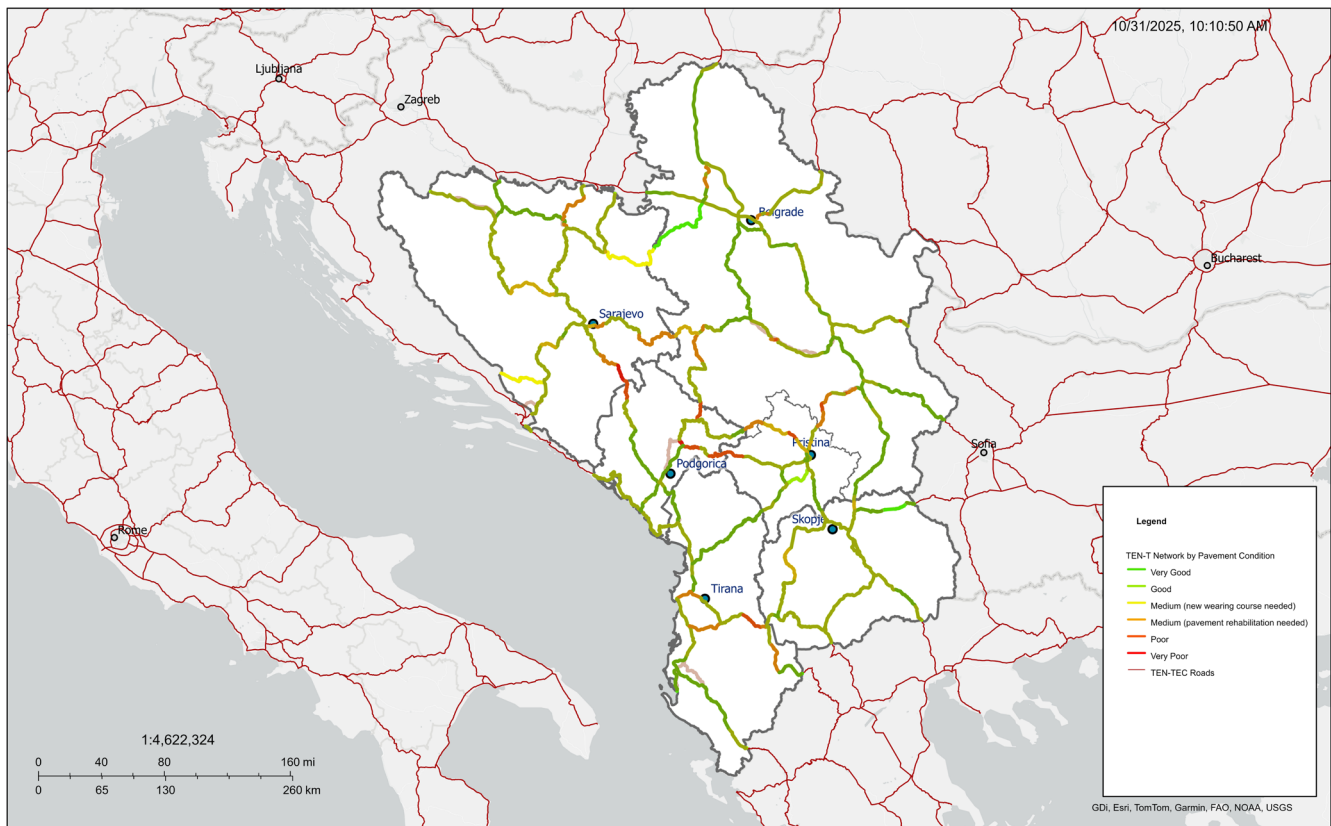 10/31/2025, 10:10:50 AM
Ljubljana
Zagreb
Belgrade
Bucharest
Sarajevo
Pristina
Sofia
Podgorica
Skopje
Rome
Tirana
Legend
TEN-T Network by Pavement Condition
Very Good
Good
Medium (new wearing course needed)
Medium (pavement rehabilitation needed)
Poor
Very Poor
TEN-TEC Roads
1:4,622,324
0 40 80 160 mi
0 65 130 260 km
GDi, Esri, TomTom, Garmin, FAO, NOAA, USGS